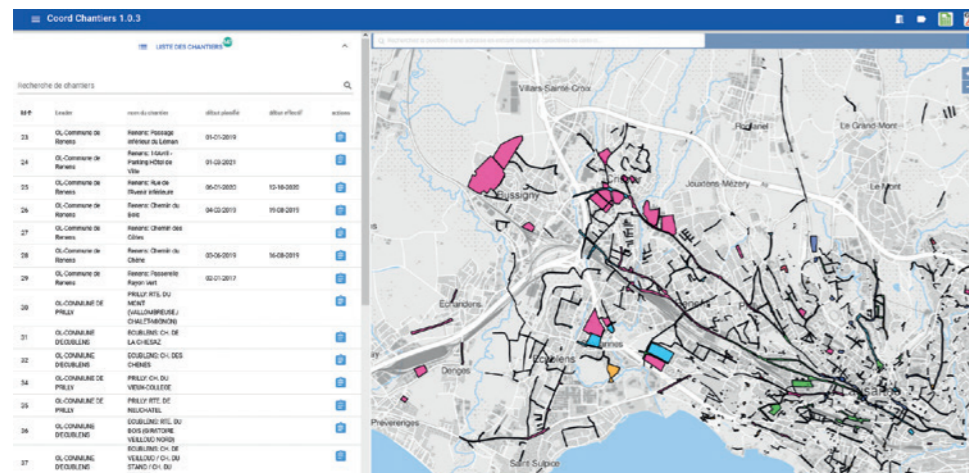 Coord Chantiers 1.0.3
LISTE DES CHANTIERS
Recherche de chantiers
Leader nom du chantier début planifié début effectif actions
23 OL-Commune de Renens Renens: Passage inférieur du Léman 01-01-2019
24 OL-Commune de Renens Parking Hôtel de Ville 01-03-2021
25 OL-Commune de Renens Renens: Rue de l'Avenir inférieure 06-01-2020 12-10-2020
26 OL-Commune de Renens Renens: Chemin du Bois 04-02-2019 19-08-2019
27 OL-Commune de Renens Renens: Chemin des Côtes
28 OL-Commune de Renens Renens: Chemin du Chêne 03-06-2019 16-08-2019
29 OL-Commune de Renens Renens: Passerelle Rayon Vert 02-01-2017
30 OL-COMMUNE DE PRILLY PRILLY: RTE. DU MONT (VALLOMBREUSE /
31 OL-COMMUNE D'ECUBLENS ECUBLENS: CH. DE LA CHESAZ
32 OL-COMMUNE D'ECUBLENS ECUBLENS: CH. DES CHENES
34 OL-COMMUNE DE PRILLY PRILLY: CH. DU VIEUX-COLLEGE
35 OL-COMMUNE DE PRILLY PRILLY: RTE. DE NEUCHATEL
36 OL-COMMUNE D'ECUBLENS ECUBLENS: RTE. DU BOIS (GIRATOIRE VEILLOUD NORD)
37 OL-COMMUNE D'ECUBLENS ECUBLENS: CH. DE VEILLOUD / CH. DU STAND / CH. DU
Villars-Sainte-Croix
Romanel
Le Grand-Mont
Crissier
Jouxtens-Mézery
Le Mont
Bussigny
Echandens
Renens
Ecublens
Denges
Lausanne
Préverenges
Saint-Sulpice